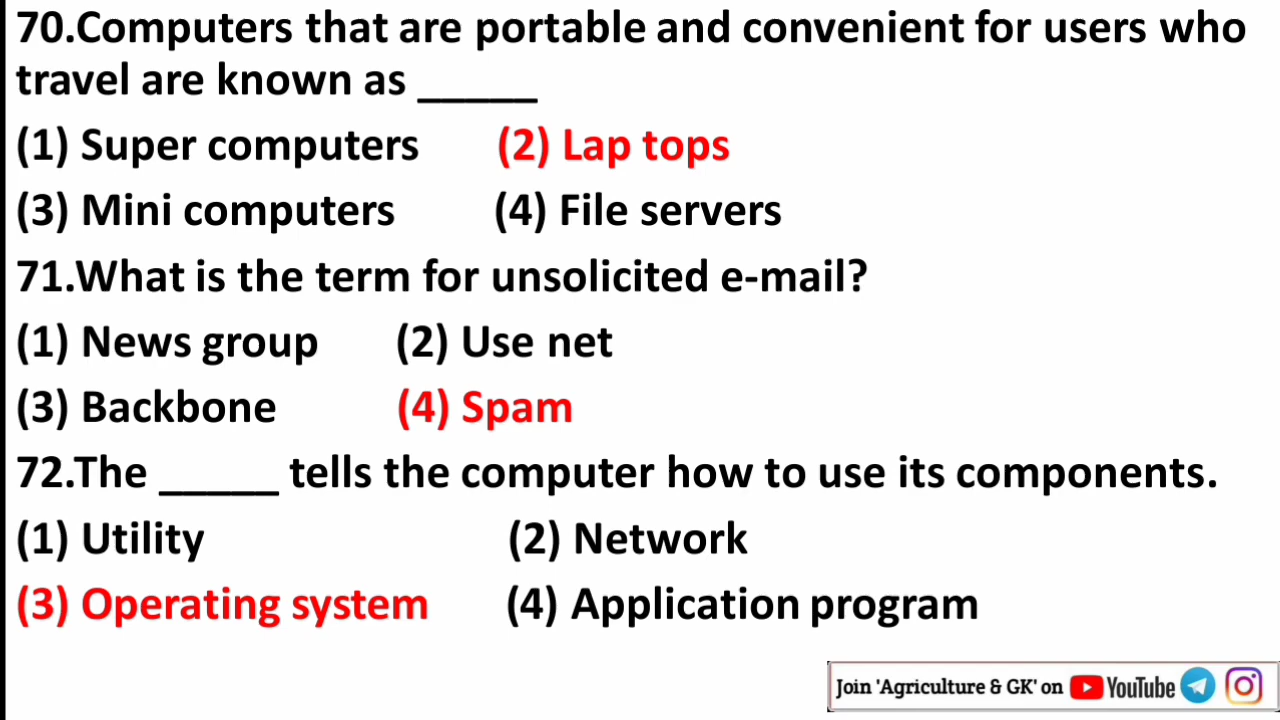 70.Computers that are portable and convenient for users who
travel are known as _____
(1) Super computers (2) Lap tops
(3) Mini computers (4) File servers
71.What is the term for unsolicited e-mail?
(1) News group (2) Use net
(3) Backbone (4) Spam
72.The _____ tells the computer how to use its components.
(1) Utility (2) Network
(3) Operating system (4) Application program
Join 'Agriculture & GK' on YouTube